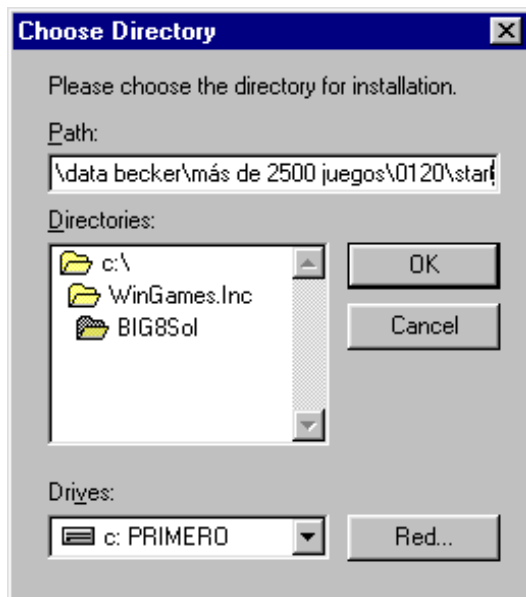 Choose Directory
Please choose the directory for installation.
Path:
\data becker\más de 2500 juegos\0120\start
Directories:
c:\
OK
WinGames.Inc
BIG8Sol
Cancel
Drives:
c: PRIMERO
Red...